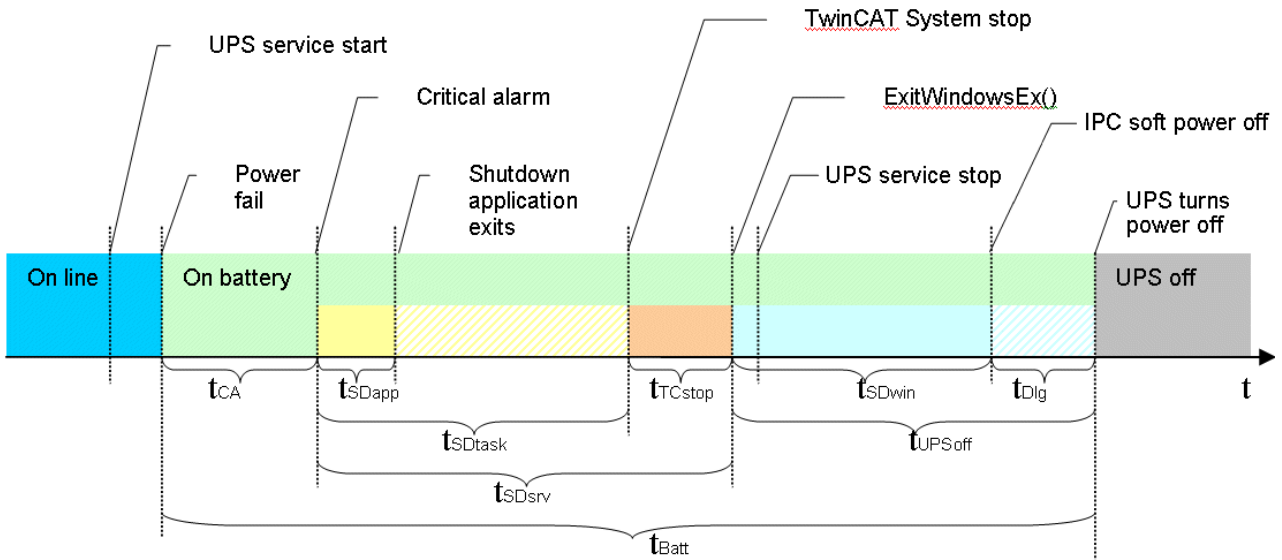 TwinCAT System stop
UPS service start
Critical alarm
ExitWindowsEx()
IPC soft power off
Power
fail
Shutdown
application
exits
UPS service stop
UPS turns
power off
On line
On battery
UPS off
tCA
tSDapp
tTCstop
tSDwin
tDlg
t
tSDtask
tUPSoff
tSDsrv
tBatt